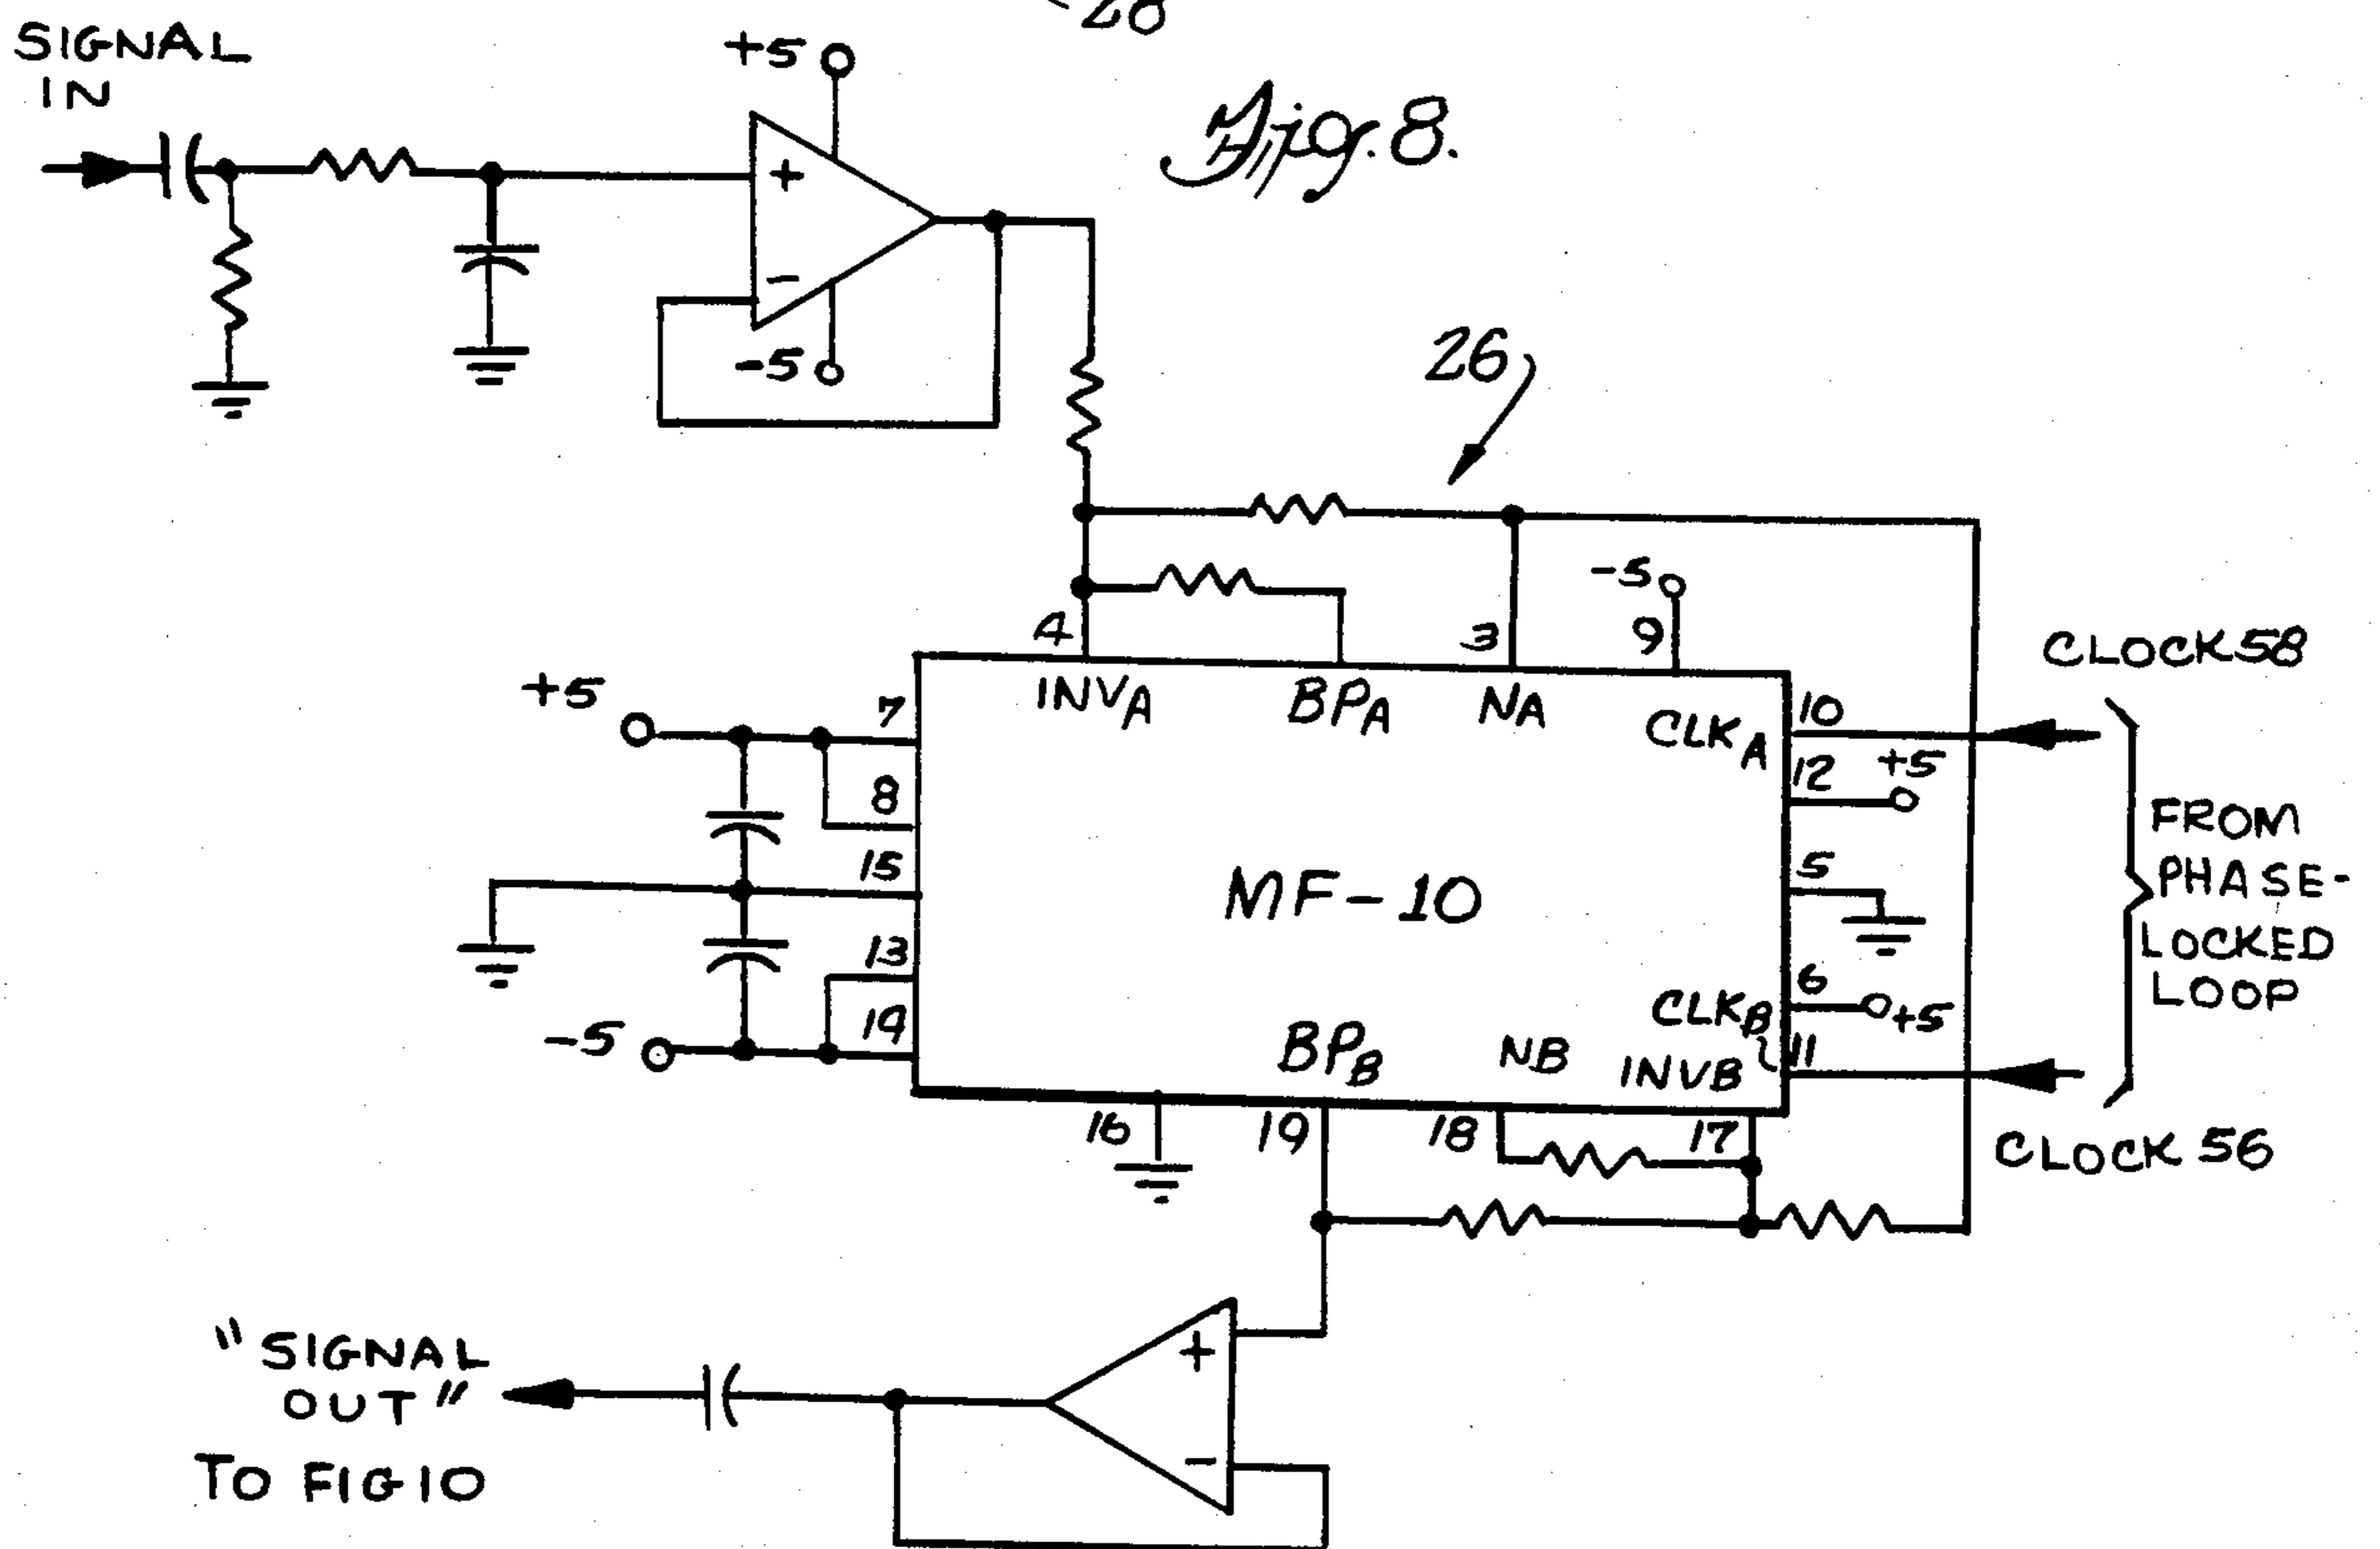 28
SIGNAL
IN
+5
Fig. 8.
+
-
-5
26
-5
4
3
9
CLOCK 58
+5
7
INVA
BPA
NA
CLKA
10
12
+5
8
15
MF-10
5
FROM
PHASE-
LOCKED
LOOP
13
14
6
CLKB
+5
-5
BPB
NB
INVB
11
16
19
18
17
CLOCK 56
"SIGNAL
OUT"
TO FIG 10
+
-